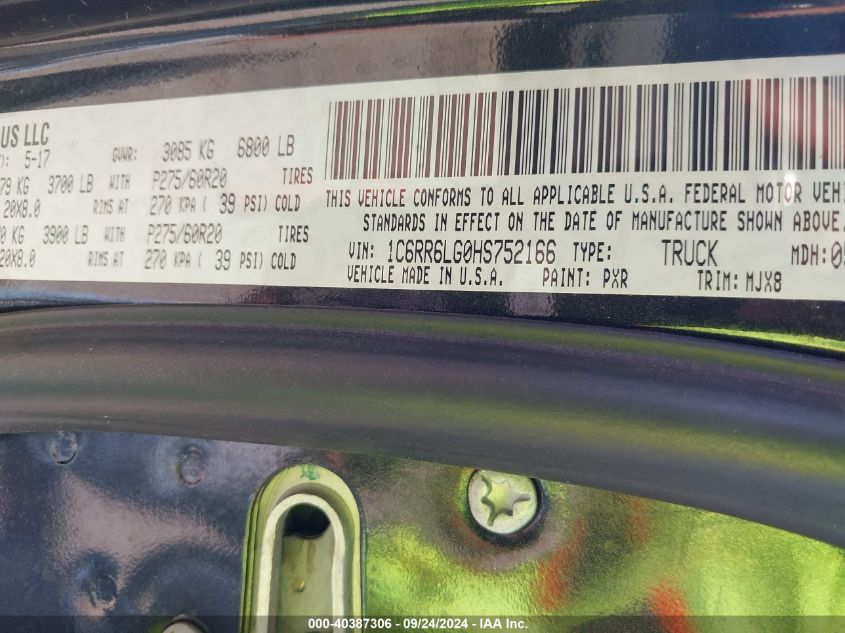 US LLC
5-17 GVWR: 3085 KG 6800 LB
79 KG 3700 LB WITH P275/60R20 TIRES
20X8.0 RIMS AT 270 KPA ( 39 PSI) COLD
0 KG 3900 LB WITH P275/60R20 TIRES
20X8.0 RIMS AT 270 KPA ( 39 PSI) COLD
THIS VEHICLE CONFORMS TO ALL APPLICABLE U.S.A. FEDERAL MOTOR VEHI
STANDARDS IN EFFECT ON THE DATE OF MANUFACTURE SHOWN ABOVE.
VIN: 1C6RR6LG0HS752166 TYPE: TRUCK MDH:05
VEHICLE MADE IN U.S.A. PAINT: PXR TRIM: MJX8
000-40387306 - 09/24/2024 - IAA Inc.